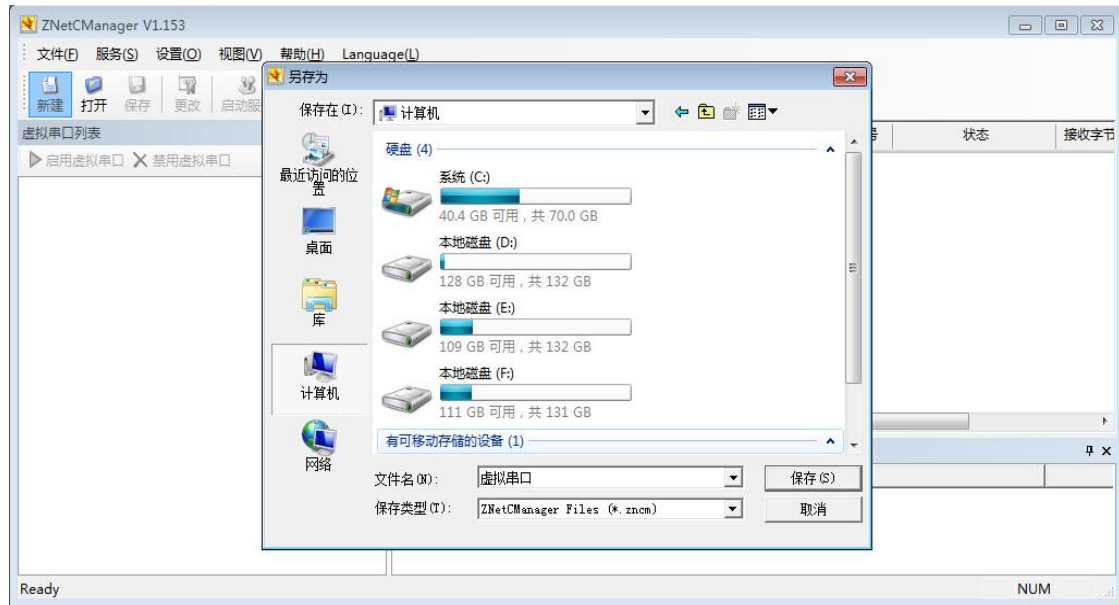 ZNetCManager V1.153
文件(F) 服务(S) 设置(O) 视图(V) 帮助(H) Language(L)
新建 打开 保存 更改 启动服
虚拟串口列表
启用虚拟串口 禁用虚拟串口
状态 接收字节
另存为
保存在(I): 计算机
最近访问的位置
桌面
库
计算机
网络
硬盘 (4)
系统 (C:)
40.4 GB 可用，共 70.0 GB
本地磁盘 (D:)
128 GB 可用，共 132 GB
本地磁盘 (E:)
109 GB 可用，共 132 GB
本地磁盘 (F:)
111 GB 可用，共 131 GB
有可移动存储的设备 (1)
文件名(N): 虚拟串口 保存(S)
保存类型(T): ZNetCManager Files (*.zncm) 取消
Ready NUM